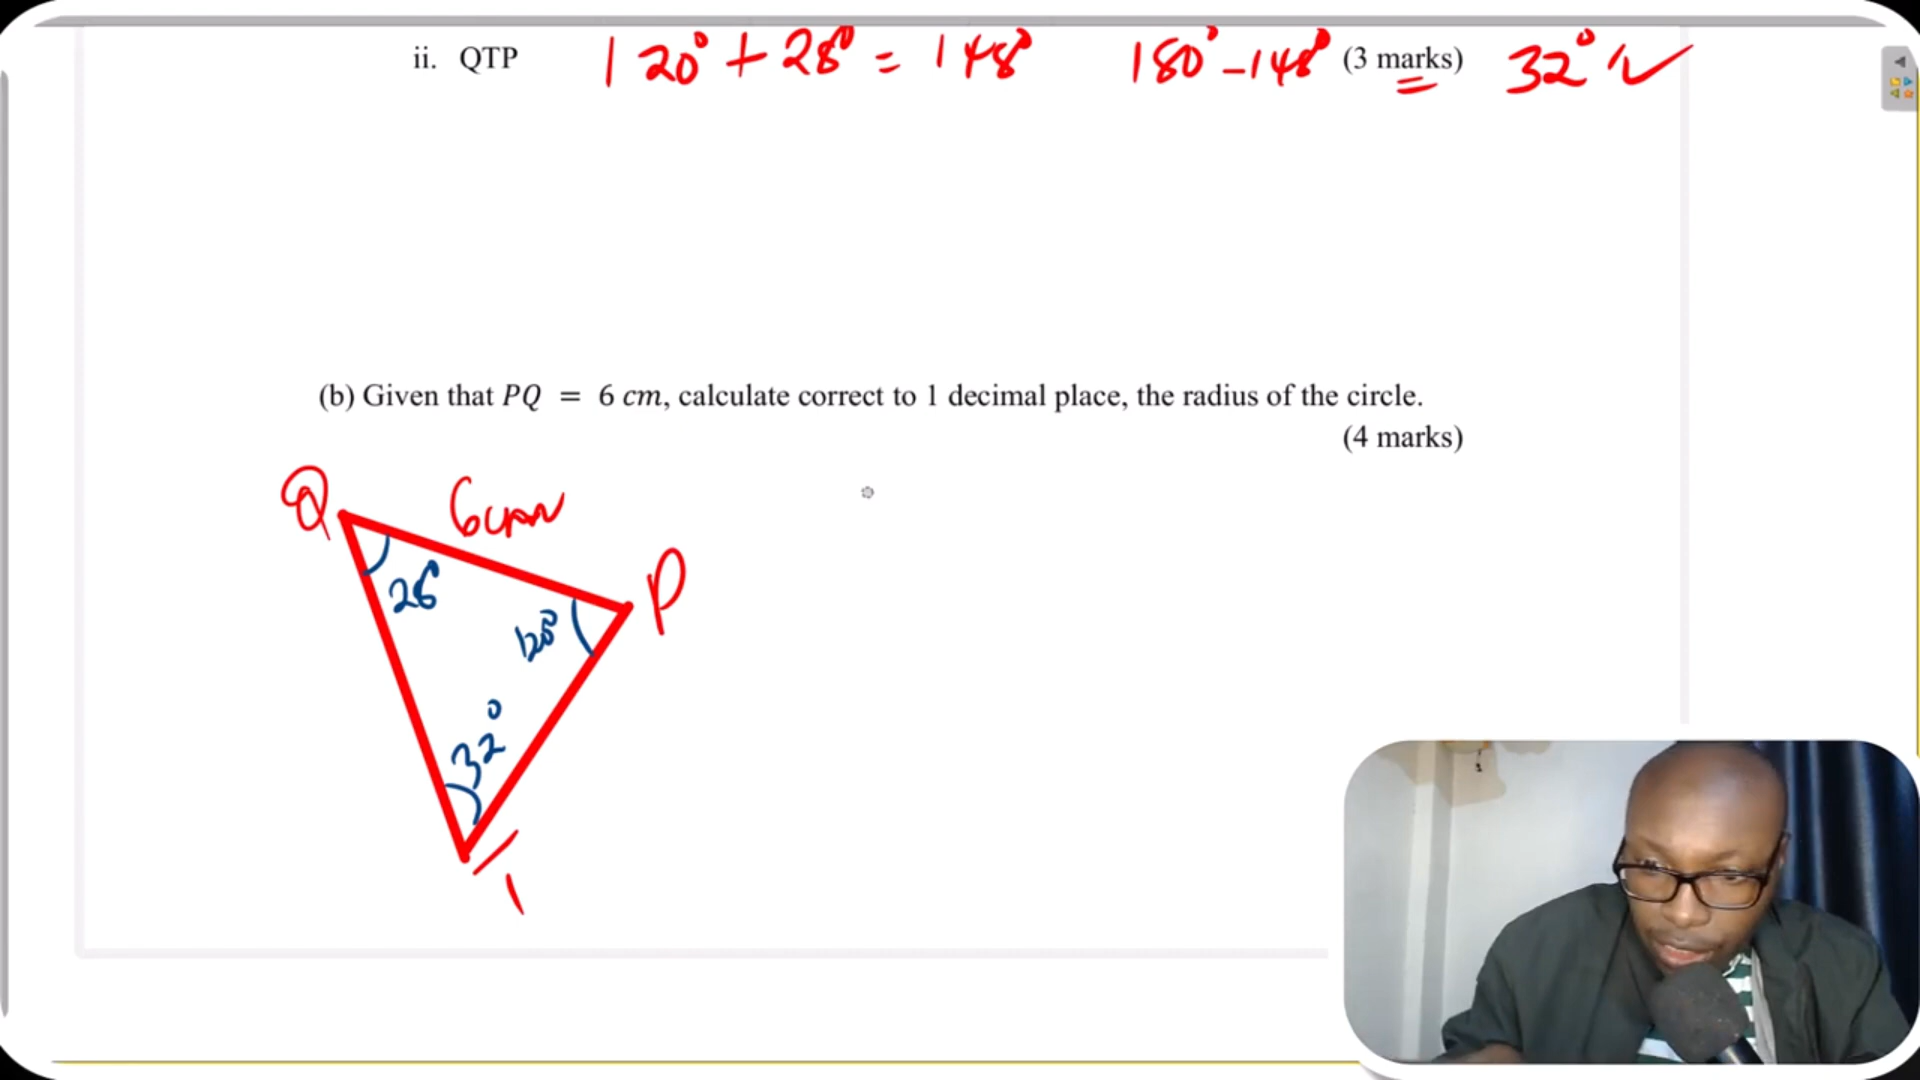 ii. QTP 120° + 28° = 148° 180° - 148° (3 marks) 32°
(b) Given that PQ = 6 cm, calculate correct to 1 decimal place, the radius of the circle.
(4 marks)
Q 6cm
P
28°
120°
32°
T